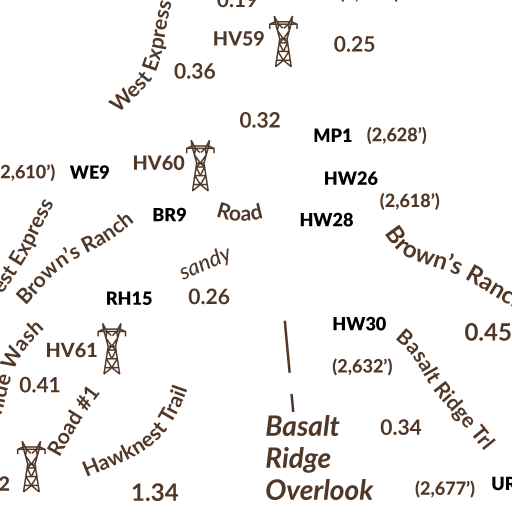 0.19
West Express
HV59
0.25
0.36
0.32
MP1 (2,628')
2,610') WE9
HV60
HW26
(2,618')
BR9
Road
HW28
est Express
Brown's Ranch
Brown's Ranch
sandy
RH15
0.26
HW30
0.45
Wash
HV61
(2,632')
Basalt Ridge Trl
0.41
Road #1
Hawknest Trail
Basalt
Ridge
Overlook
0.34
2
1.34
(2,677')
UR